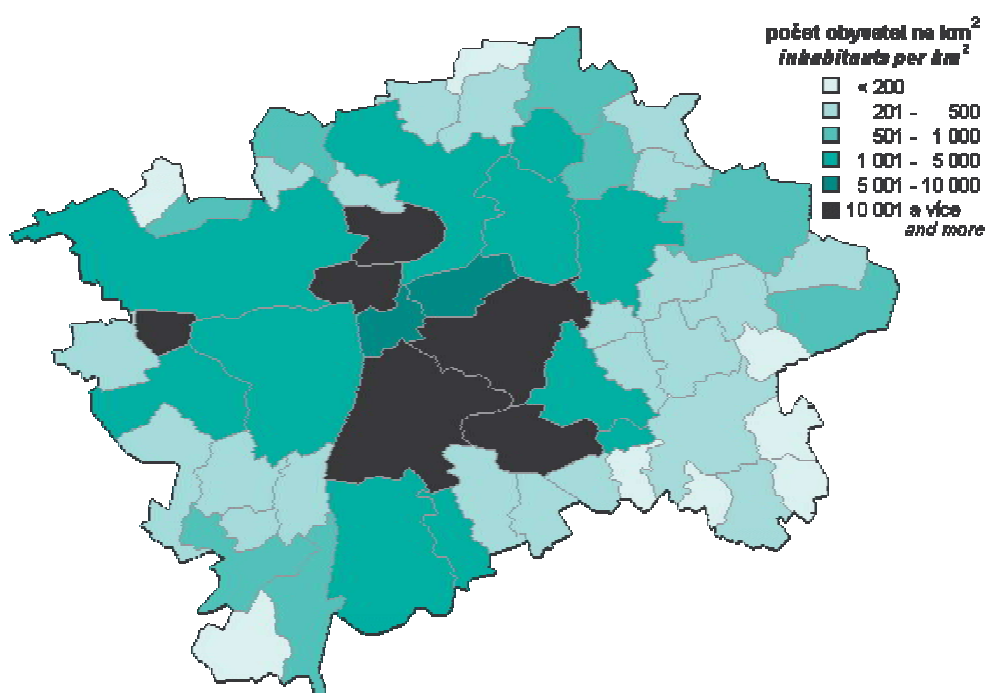 počet obyvatel na km²
inhabitants per km²
< 200
201 - 500
501 - 1 000
1 001 - 5 000
5 001 - 10 000
10 001 a více
and more